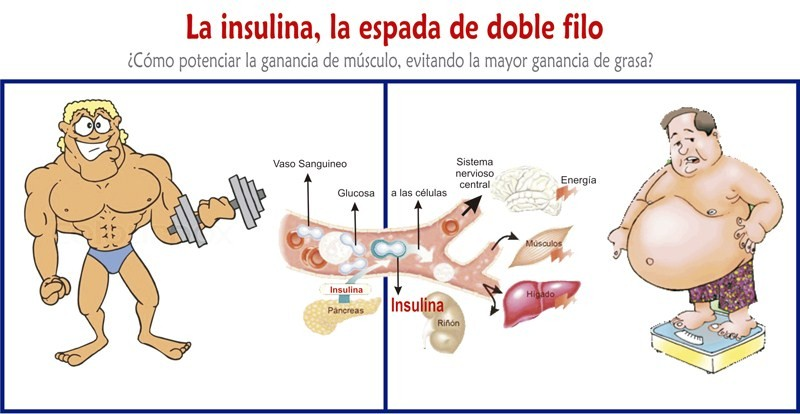 La insulina, la espada de doble filo
¿Cómo potenciar la ganancia de músculo, evitando la mayor ganancia de grasa?
Vaso Sanguineo
Glucosa
a las células
Sistema
nervioso
central
Energía
Músculos
Insulina
Páncreas
Insulina
Hígado
Riñón